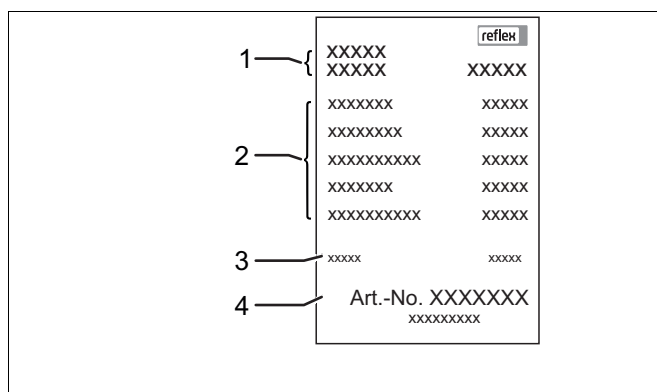 reflex
1
XXXXX
XXXXX XXXXX
2
xxxxxxx xxxxx
xxxxxxxx xxxxx
xxxxxxxxxx xxxxx
xxxxxxx xxxxx
xxxxxxxxxx xxxxx
3 xxxxx xxxxx
4 Art.-No. XXXXXXX
xxxxxxxxx